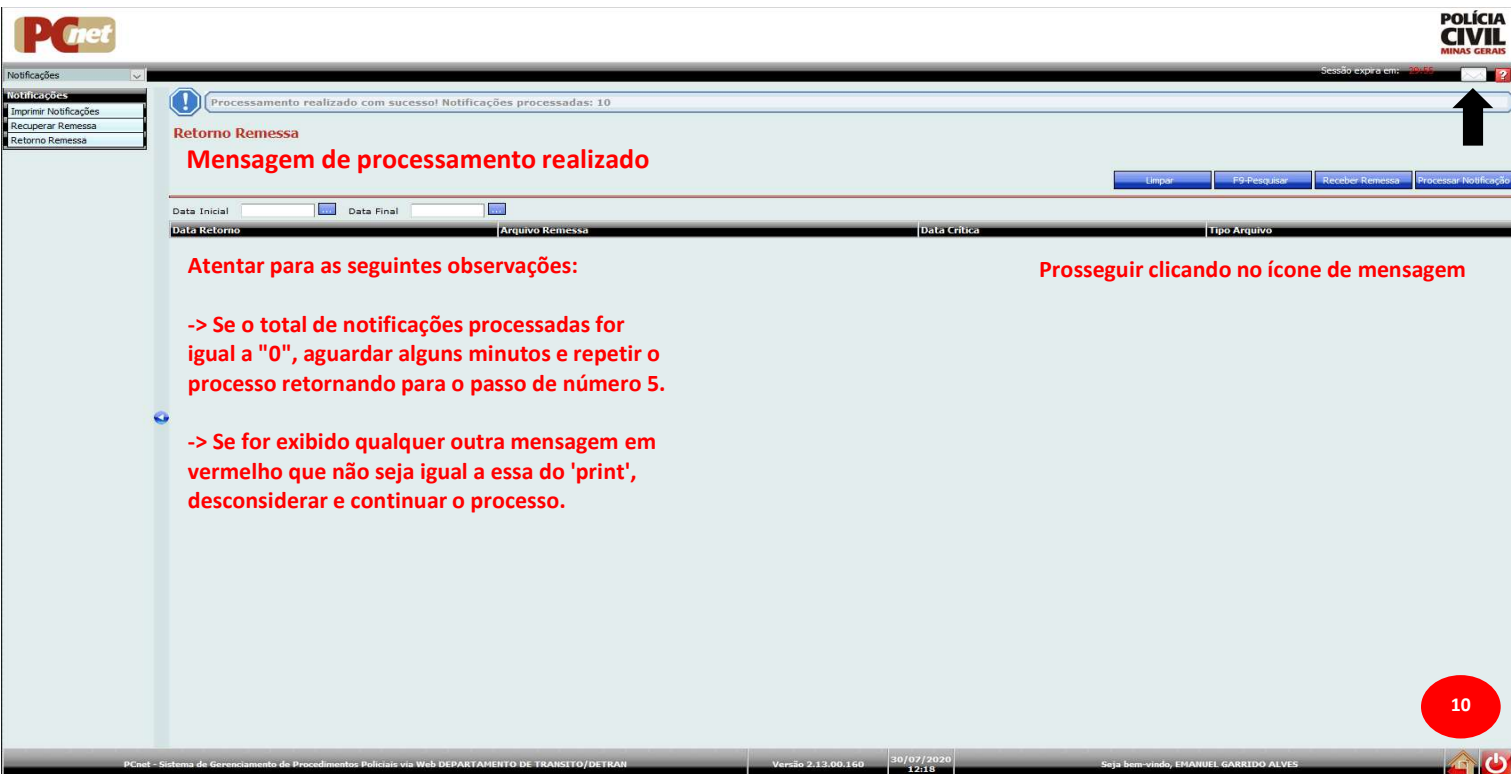 PCnet
POLÍCIA
CIVIL
MINAS GERAIS
Notificações
Sessão expira em: 29:55
Notificações
Imprimir Notificações
Recuperar Remessa
Retorno Remessa
Processamento realizado com sucesso! Notificações processadas: 10
Retorno Remessa
Mensagem de processamento realizado
Limpar F9-Pesquisar Receber Remessa Processar Notificação
Data Inicial ... Data Final ...
Data Retorno Arquivo Remessa Data Crítica Tipo Arquivo
Atentar para as seguintes observações:
Prosseguir clicando no ícone de mensagem
-> Se o total de notificações processadas for
igual a "0", aguardar alguns minutos e repetir o
processo retornando para o passo de número 5.
-> Se for exibido qualquer outra mensagem em
vermelho que não seja igual a essa do 'print',
desconsiderar e continuar o processo.
10
PCnet - Sistema de Gerenciamento de Procedimentos Policiais via Web DEPARTAMENTO DE TRANSITO/DETRAN
Versão 2.13.00.160
30/07/2020
12:18
Seja bem-vindo, EMANUEL GARRIDO ALVES